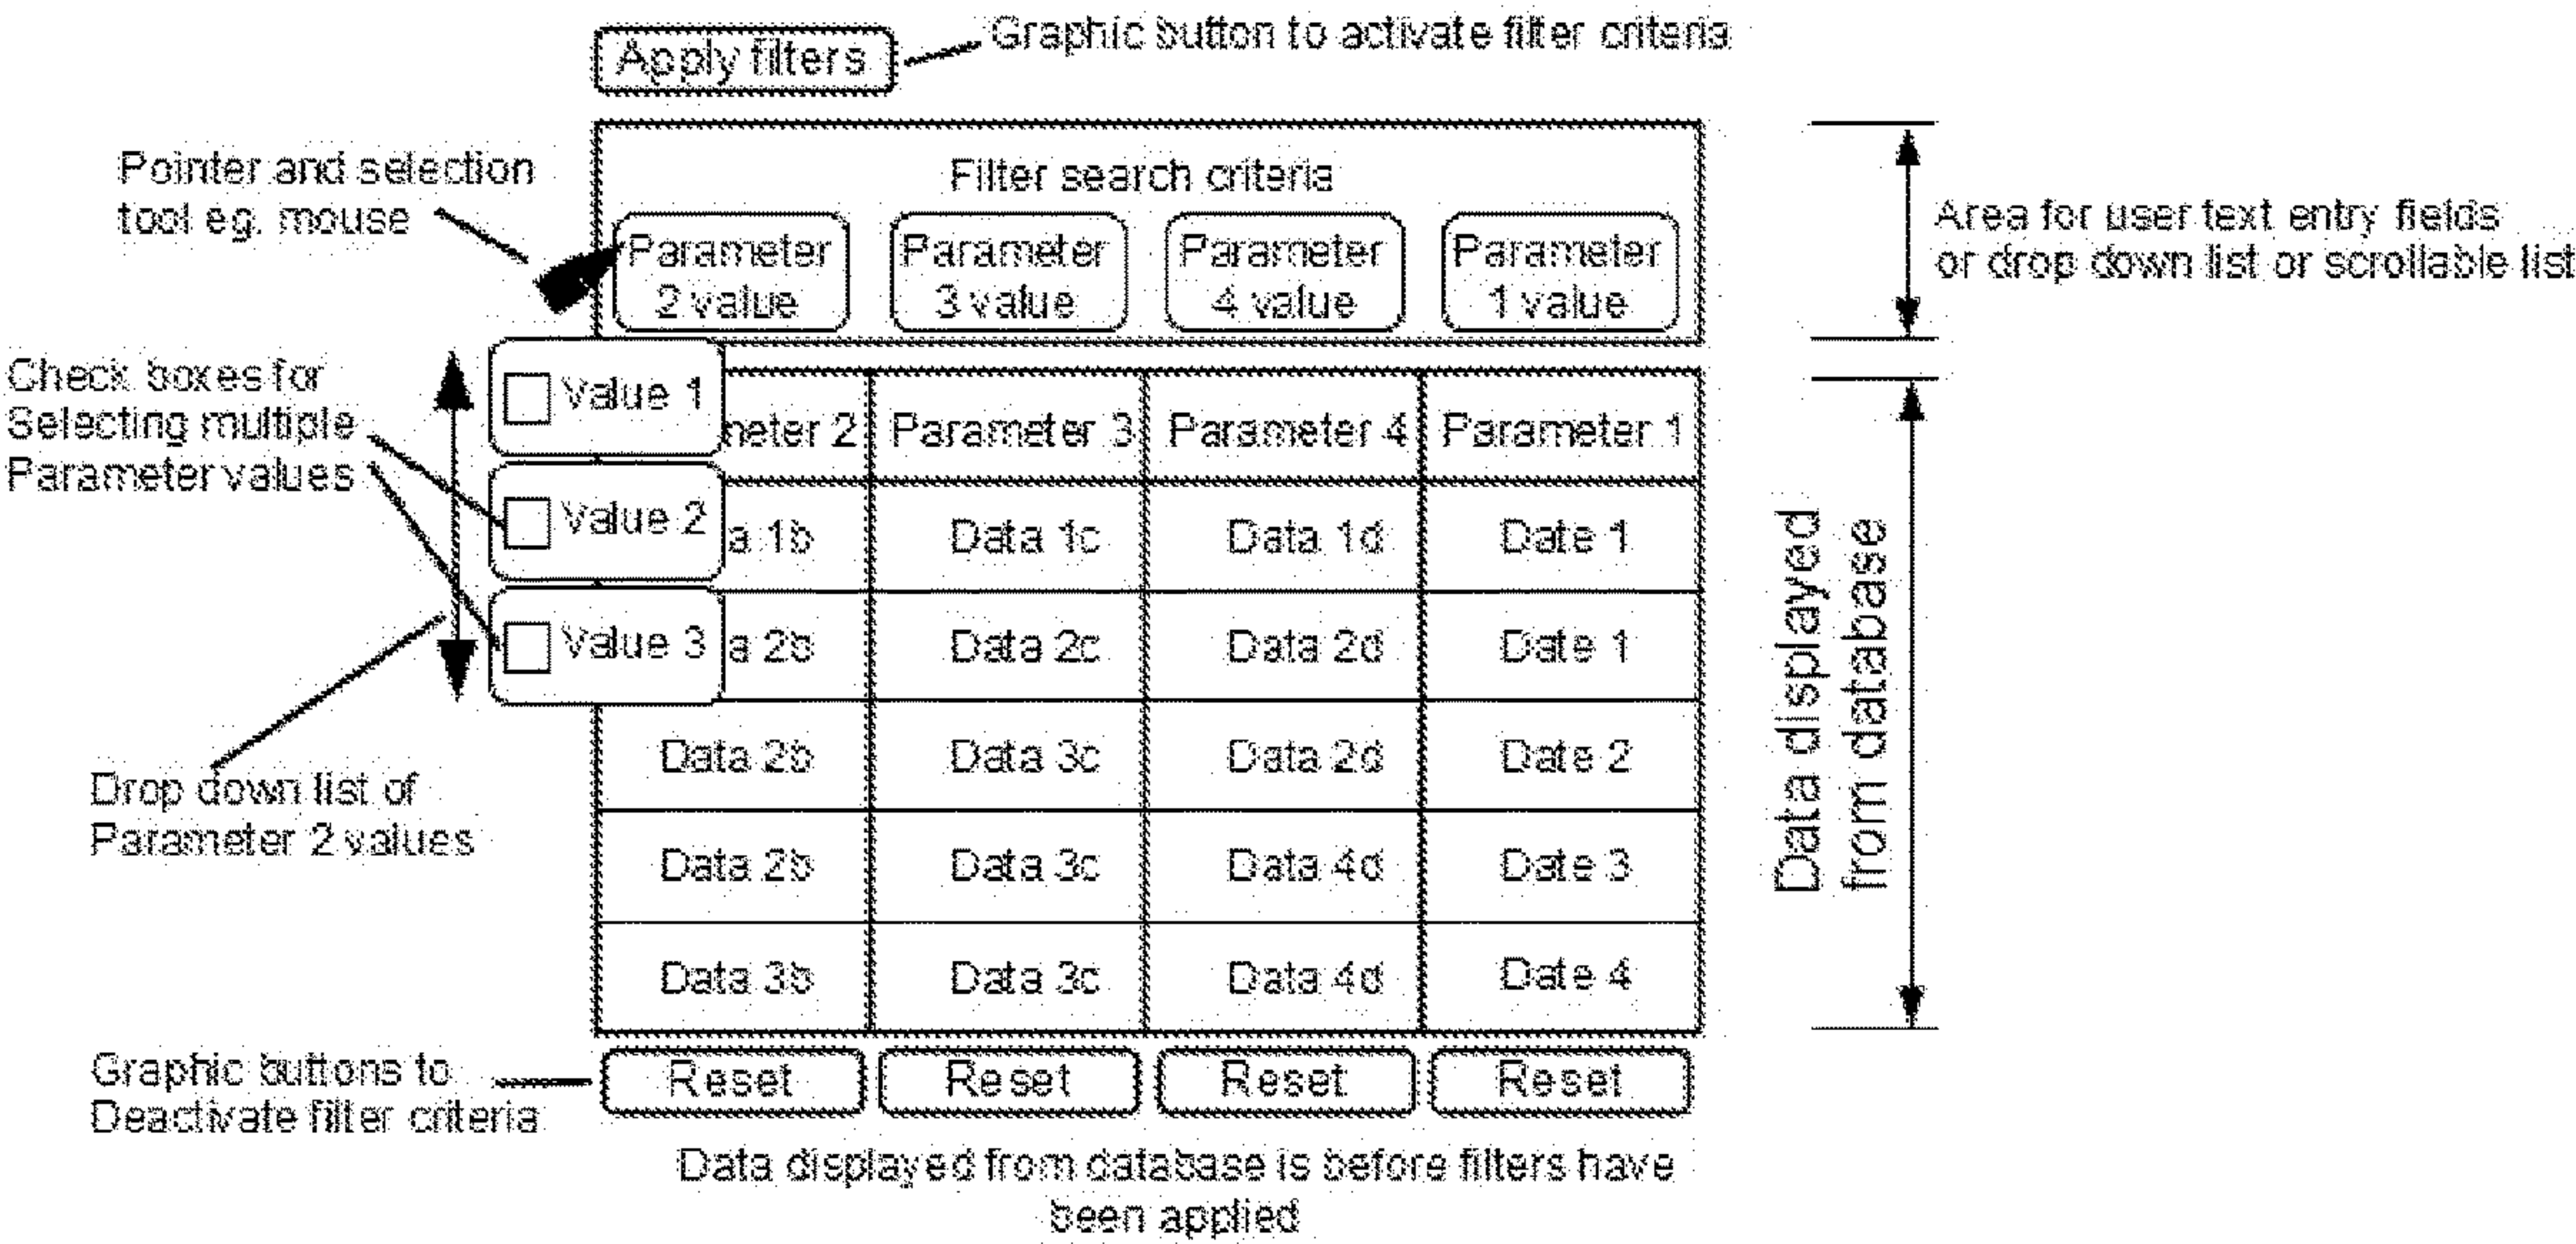 Apply filters
Graphic button to activate filter criteria
Pointer and selection
tool eg. mouse
Filter search criteria
Parameter
2 value
Parameter
3 value
Parameter
4 value
Parameter
1 value
Area for user text entry fields
or drop down list or scrollable list
Check boxes for
Selecting multiple
Parameter values
Value 1
Value 2
Value 3
neter 2 Parameter 3 Parameter 4 Parameter 1
a 1b Data 1c Data 1d Date 1
a 2b Data 2c Data 2d Date 1
Data 2b Data 3c Data 2d Date 2
Data 2b Data 3c Data 4d Date 3
Data 3b Data 3c Data 4d Date 4
Data displayed
from database
Drop down list of
Parameter 2 values
Graphic buttons to
Deactivate filter criteria
Reset Reset Reset Reset
Data displayed from database is before filters have
been applied